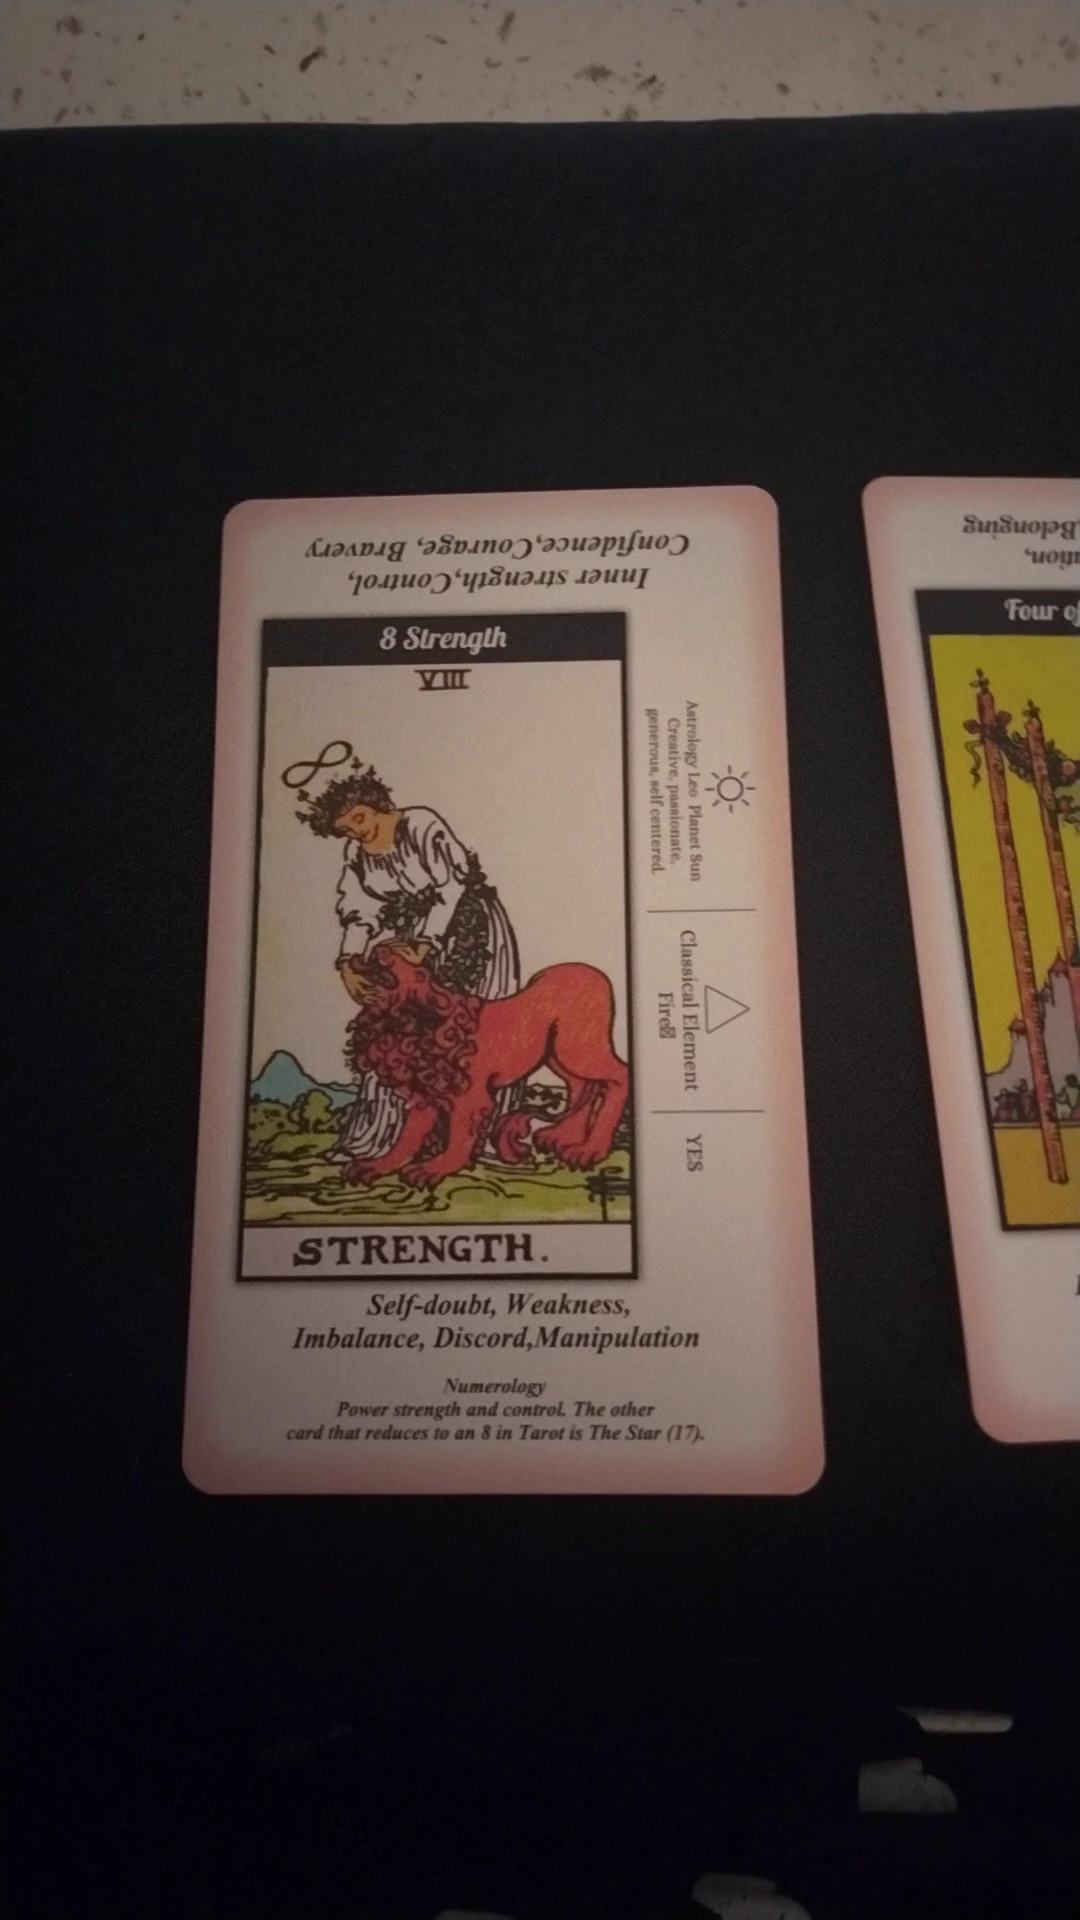 Inner strength,Control,
Confidence,Courage, Bravery
8 Strength
VIII
Astrology Leo Planet Sun
Creative, passionate,
generous, self centered.
Classical Element
Fire
YES
STRENGTH.
Self-doubt, Weakness,
Imbalance, Discord,Manipulation
Numerology
Power strength and control. The other
card that reduces to an 8 in Tarot is The Star (17).
Belonging
Four of